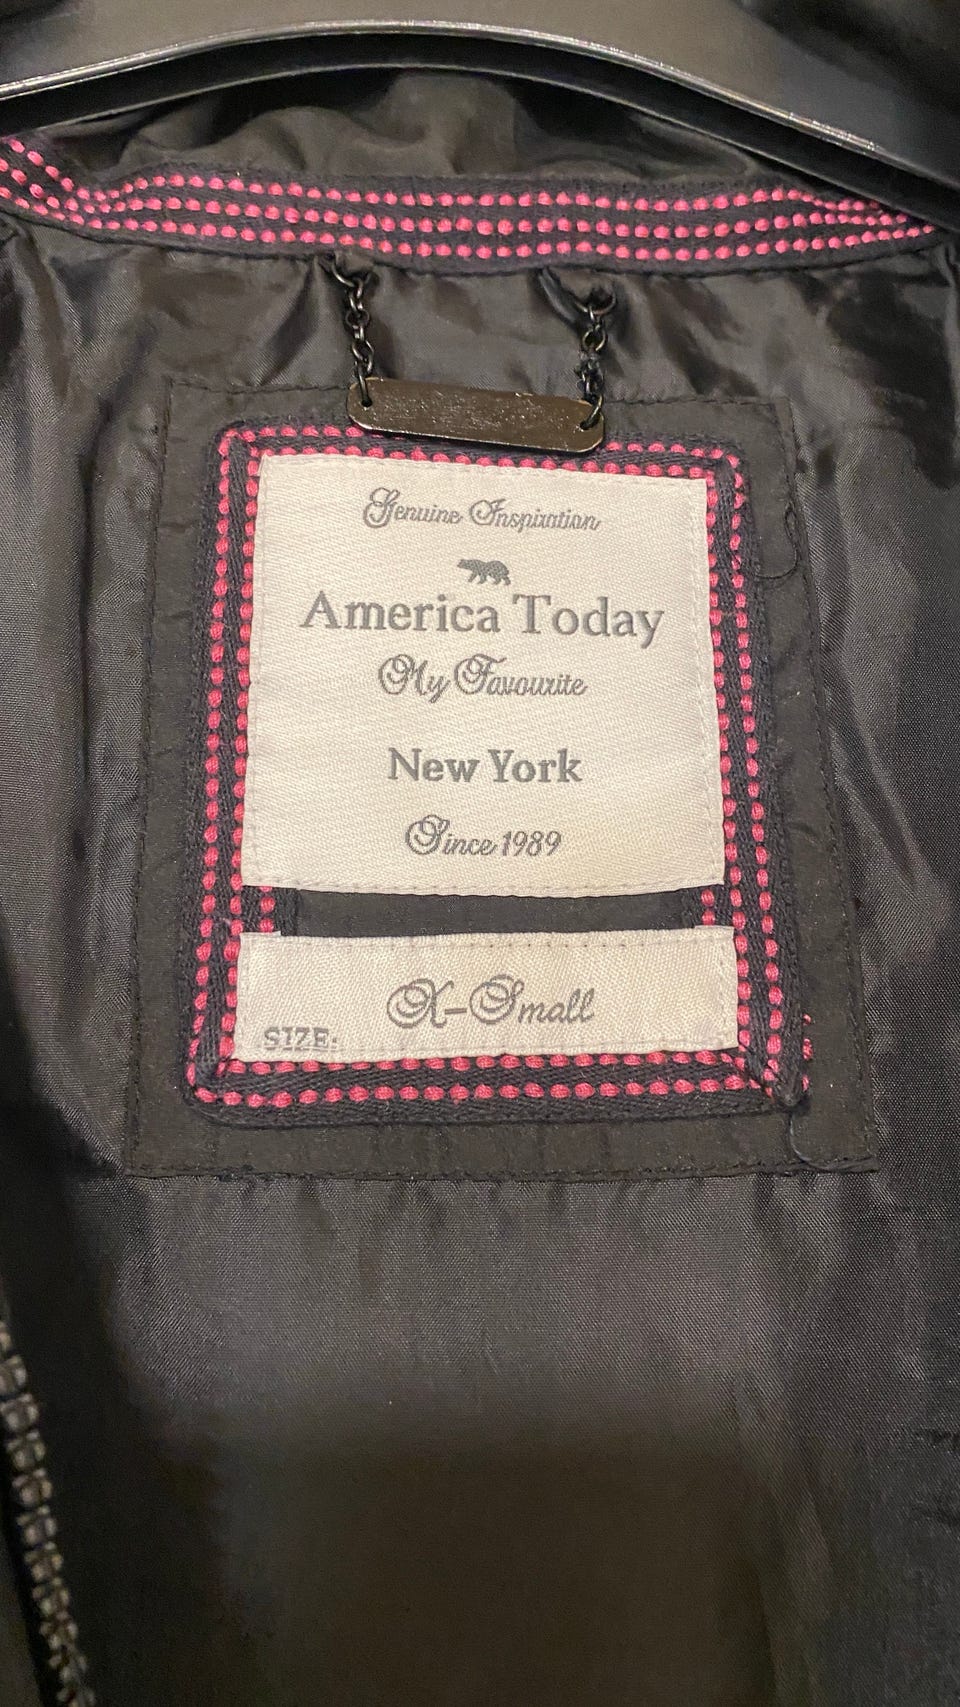 Genuine Inspiration
America Today
My Favourite
New York
Since 1989
X-Small
SIZE: